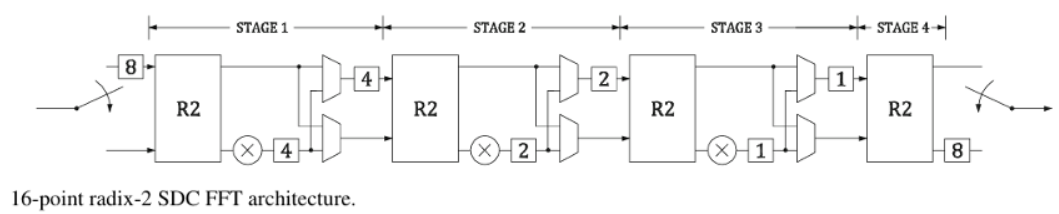 STAGE 1 STAGE 2 STAGE 3 STAGE 4
8 4 2 1
R2 R2 R2 R2
4 2 1 8
16-point radix-2 SDC FFT architecture.